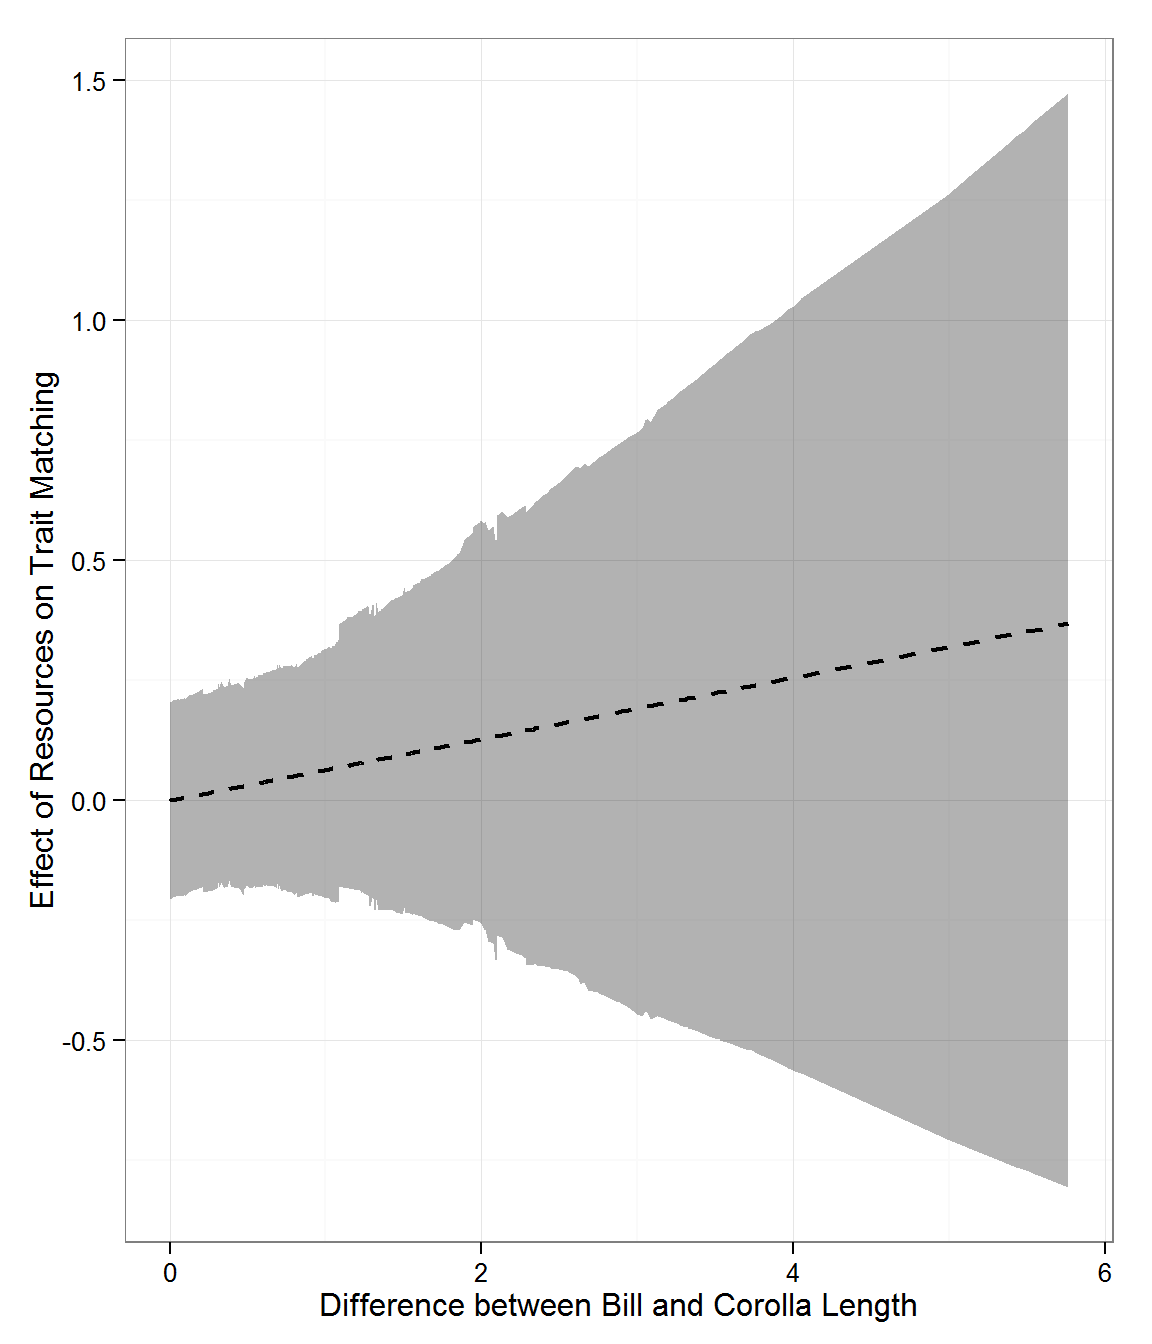 1.5
1.0
0.5
0.0
-0.5
Effect of Resources on Trait Matching
0 2 4 6
Difference between Bill and Corolla Length